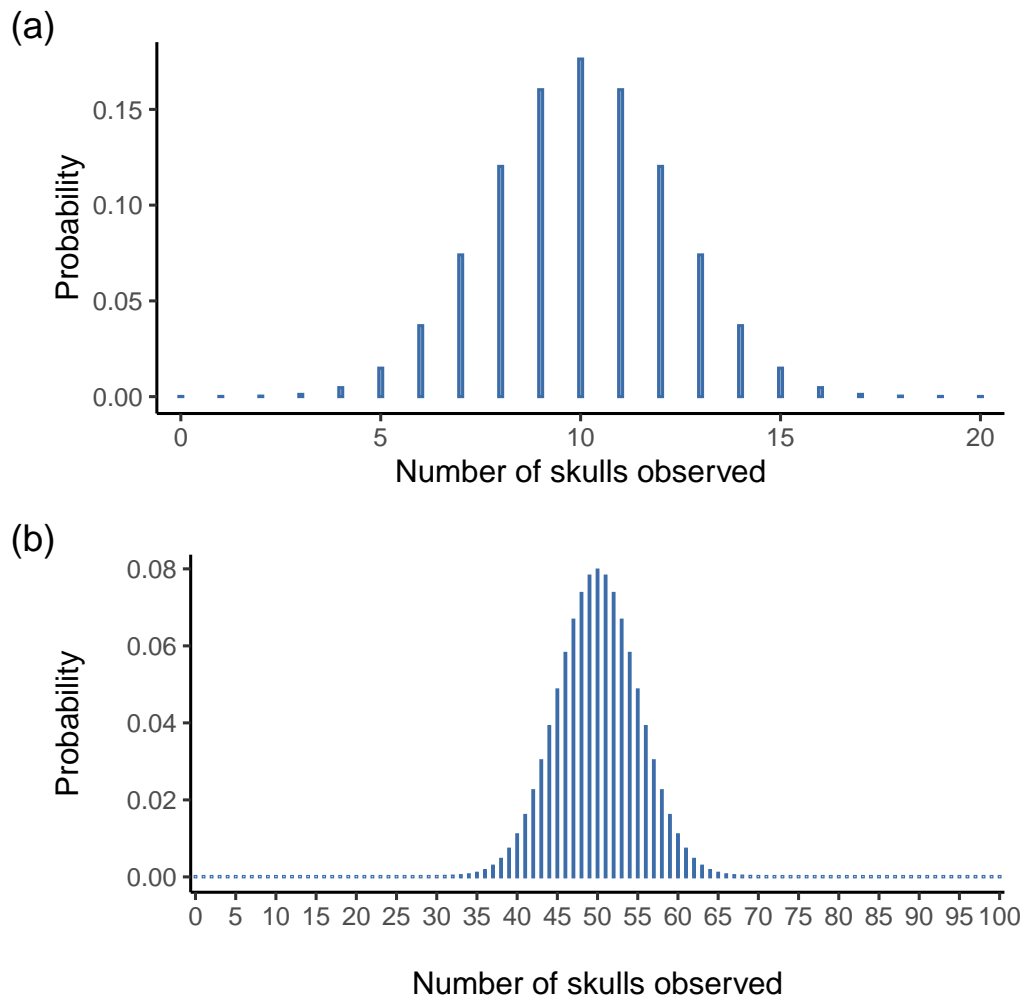 (a)
0.15
0.10
0.05
0.00
Probability
0 5 10 15 20
Number of skulls observed
(b)
0.08
0.06
0.04
0.02
0.00
Probability
0 5 10 15 20 25 30 35 40 45 50 55 60 65 70 75 80 85 90 95 100
Number of skulls observed